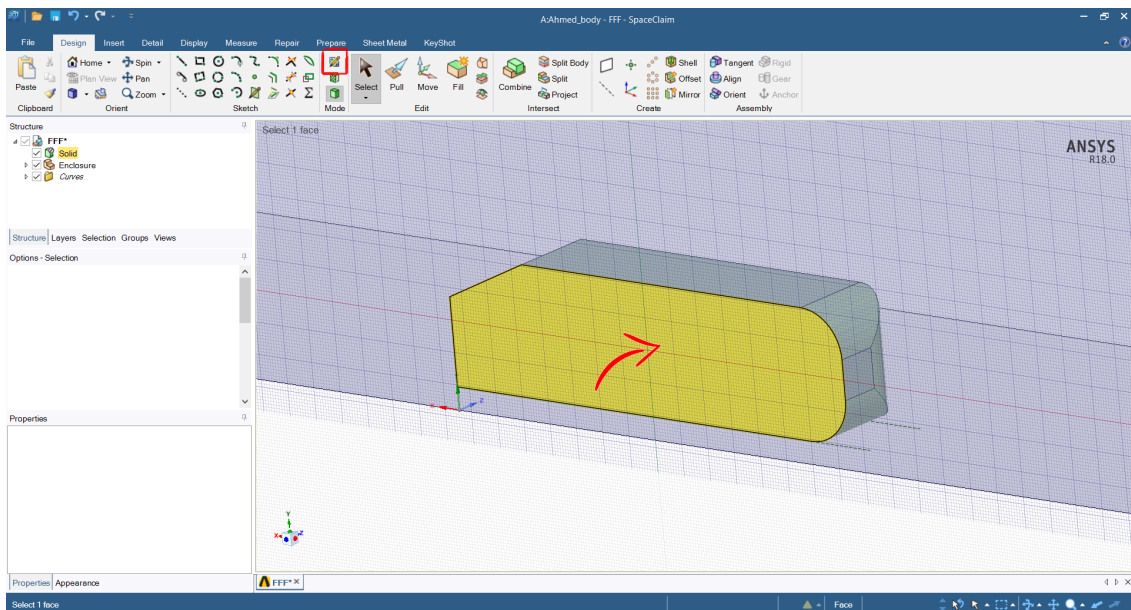 A:Ahmed_body - FFF - SpaceClaim
File Design Insert Detail Display Measure Repair Prepare Sheet Metal KeyShot
Paste
Home Spin
Plan View Pan
Zoom
Select Pull Move Fill
Combine
Split Body
Split
Project
Shell
Offset
Mirror
Tangent Rigid
Align Gear
Orient Anchor
Clipboard Orient Sketch Mode Edit Intersect Create Assembly
Structure
FFF*
Solid
Enclosure
Curves
Structure Layers Selection Groups Views
Options - Selection
Properties
Properties Appearance
Select 1 face
ANSYS
R18.0
X
Z
Y
X Z
FFF*
Select 1 face
Face